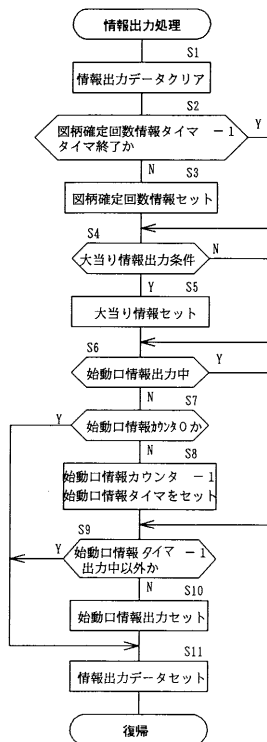 情報出力処理
S1
情報出力データクリア
S2
図柄確定回数情報タイマ －1
タイマ終了か
Y
N
S3
図柄確定回数情報セット
S4
大当り情報出力条件
N
Y
S5
大当り情報セット
S6
始動口情報出力中
Y
N
S7
Y
始動口情報ｶｳﾝﾀ0か
N
S8
始動口情報カウンタ －1
始動口情報タイマをセット
S9
Y
始動口情報タイマ －1
出力中以外か
N
S10
始動口情報出力セット
S11
情報出力データセット
復帰